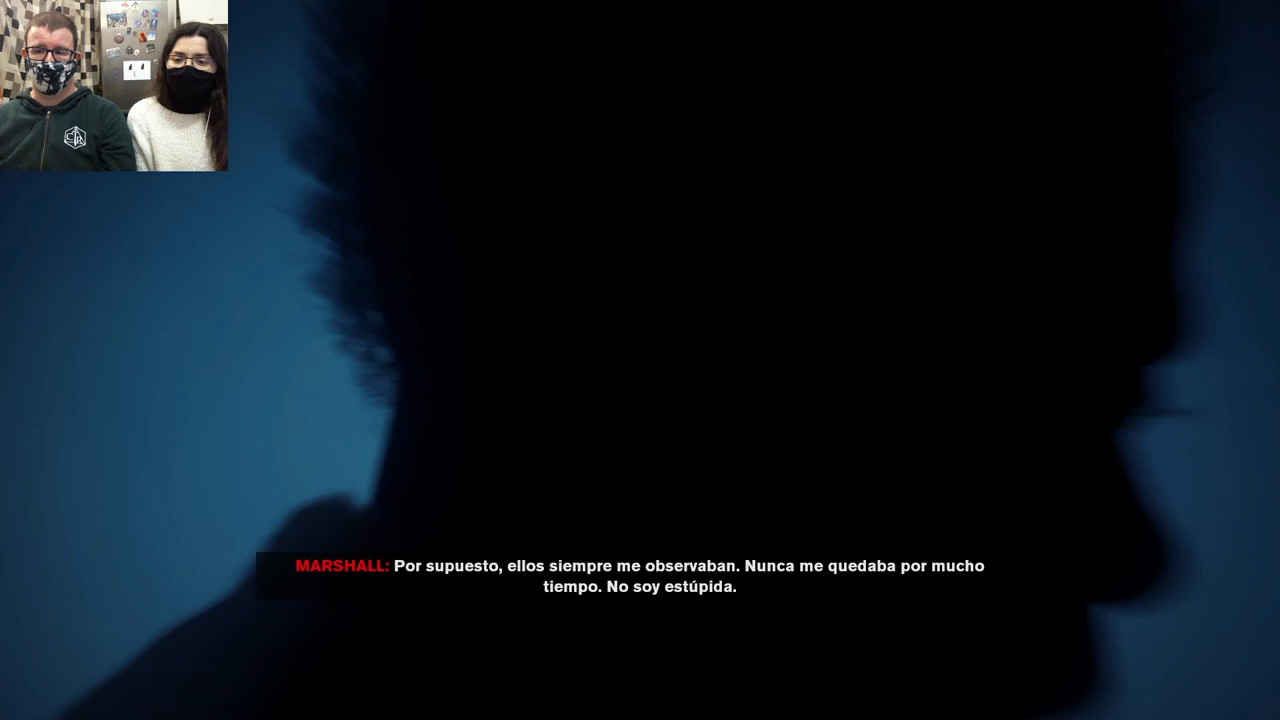 MARSHALL: Por supuesto, ellos siempre me observaban. Nunca me quedaba por mucho
tiempo. No soy estúpida.